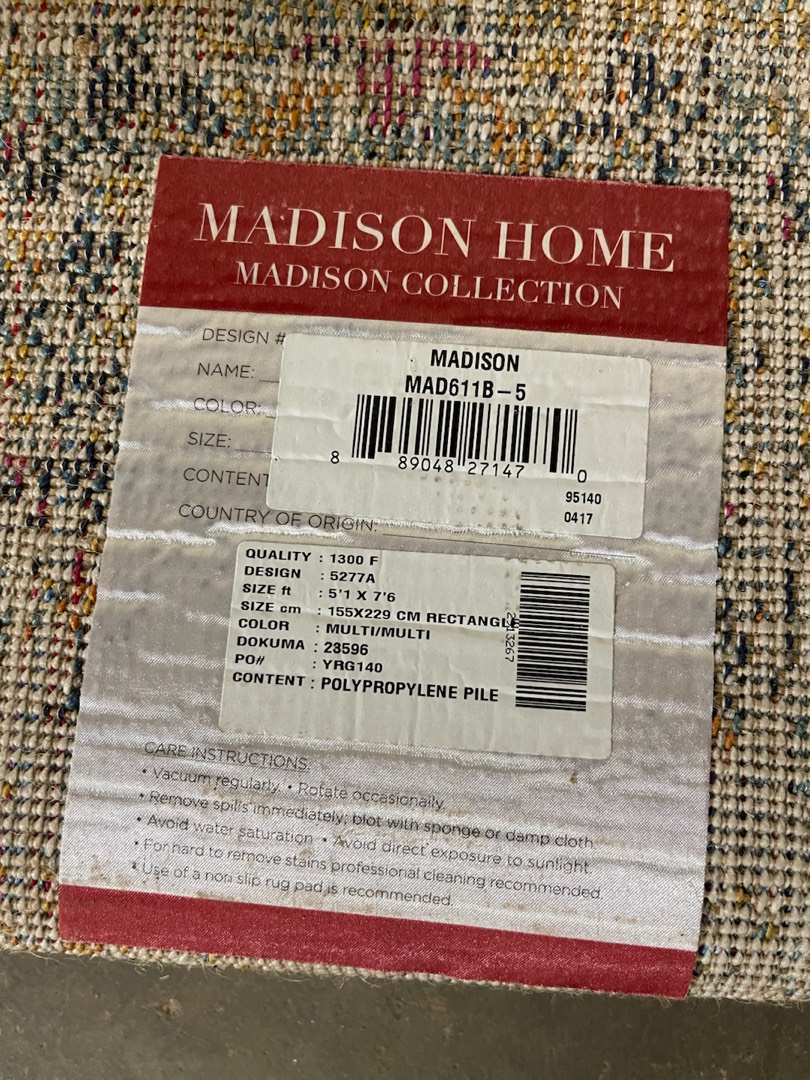 MADISON HOME
MADISON COLLECTION
DESIGN #
NAME:
COLOR:
SIZE:
CONTENT
COUNTRY OF ORIGIN:
MADISON
MAD611B-5
8 89048 27147 0
95140
0417
QUALITY : 1300 F
DESIGN : 5277A
SIZE ft : 5'1 X 7'6
SIZE cm : 155X229 CM RECTANGLE
COLOR : MULTI/MULTI
DOKUMA : 23596
PO# : YRG140
CONTENT : POLYPROPYLENE PILE
CARE INSTRUCTIONS:
• Vacuum regularly. • Rotate occasionally.
• Remove spills immediately; blot with sponge or damp cloth.
• Avoid water saturation • Avoid direct exposure to sunlight.
• For hard to remove stains professional cleaning recommended.
• Use of a non slip rug pad is recommended.